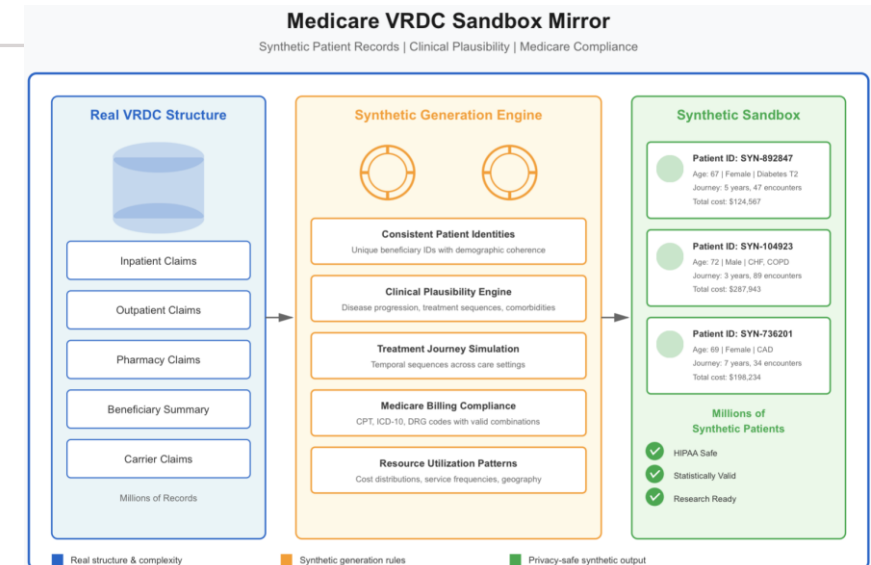 Medicare VRDC Sandbox Mirror
Synthetic Patient Records | Clinical Plausibility | Medicare Compliance
Real VRDC Structure
Inpatient Claims
Outpatient Claims
Pharmacy Claims
Beneficiary Summary
Carrier Claims
Millions of Records
Synthetic Generation Engine
Consistent Patient Identities
Unique beneficiary IDs with demographic coherence
Clinical Plausibility Engine
Disease progression, treatment sequences, comorbidities
Treatment Journey Simulation
Temporal sequences across care settings
Medicare Billing Compliance
CPT, ICD-10, DRG codes with valid combinations
Resource Utilization Patterns
Cost distributions, service frequencies, geography
Synthetic Sandbox
Patient ID: SYN-892847
Age: 67 | Female | Diabetes T2
Journey: 5 years, 47 encounters
Total cost: $124,567
Patient ID: SYN-104923
Age: 72 | Male | CHF, COPD
Journey: 3 years, 89 encounters
Total cost: $287,943
Patient ID: SYN-736201
Age: 69 | Female | CAD
Journey: 7 years, 34 encounters
Total cost: $198,234
Millions of
Synthetic Patients
HIPAA Safe
Statistically Valid
Research Ready
Real structure & complexity
Synthetic generation rules
Privacy-safe synthetic output